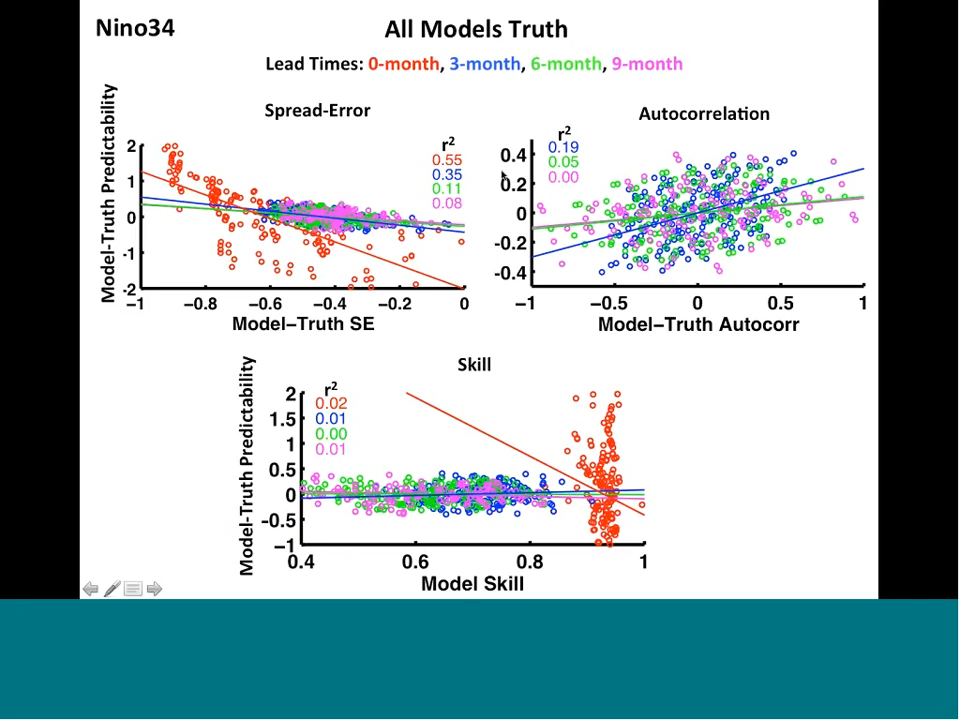 Nino34
All Models Truth
Lead Times: 0-month, 3-month, 6-month, 9-month
Spread-Error
Model-Truth Predictability
2
1
0
-1
-2
r2
0.55
0.35
0.11
0.08
−1 −0.8 −0.6 −0.4 −0.2 0
Model−Truth SE
Autocorrelation
r2
0.19
0.05
0.00
0.4
0.2
0
-0.2
-0.4
−1 −0.5 0 0.5 1
Model−Truth Autocorr
Skill
Model-Truth Predictability
r2
0.02
0.01
0.00
0.01
2
1.5
1
0.5
0
-0.5
−1
0.4 0.6 0.8 1
Model Skill